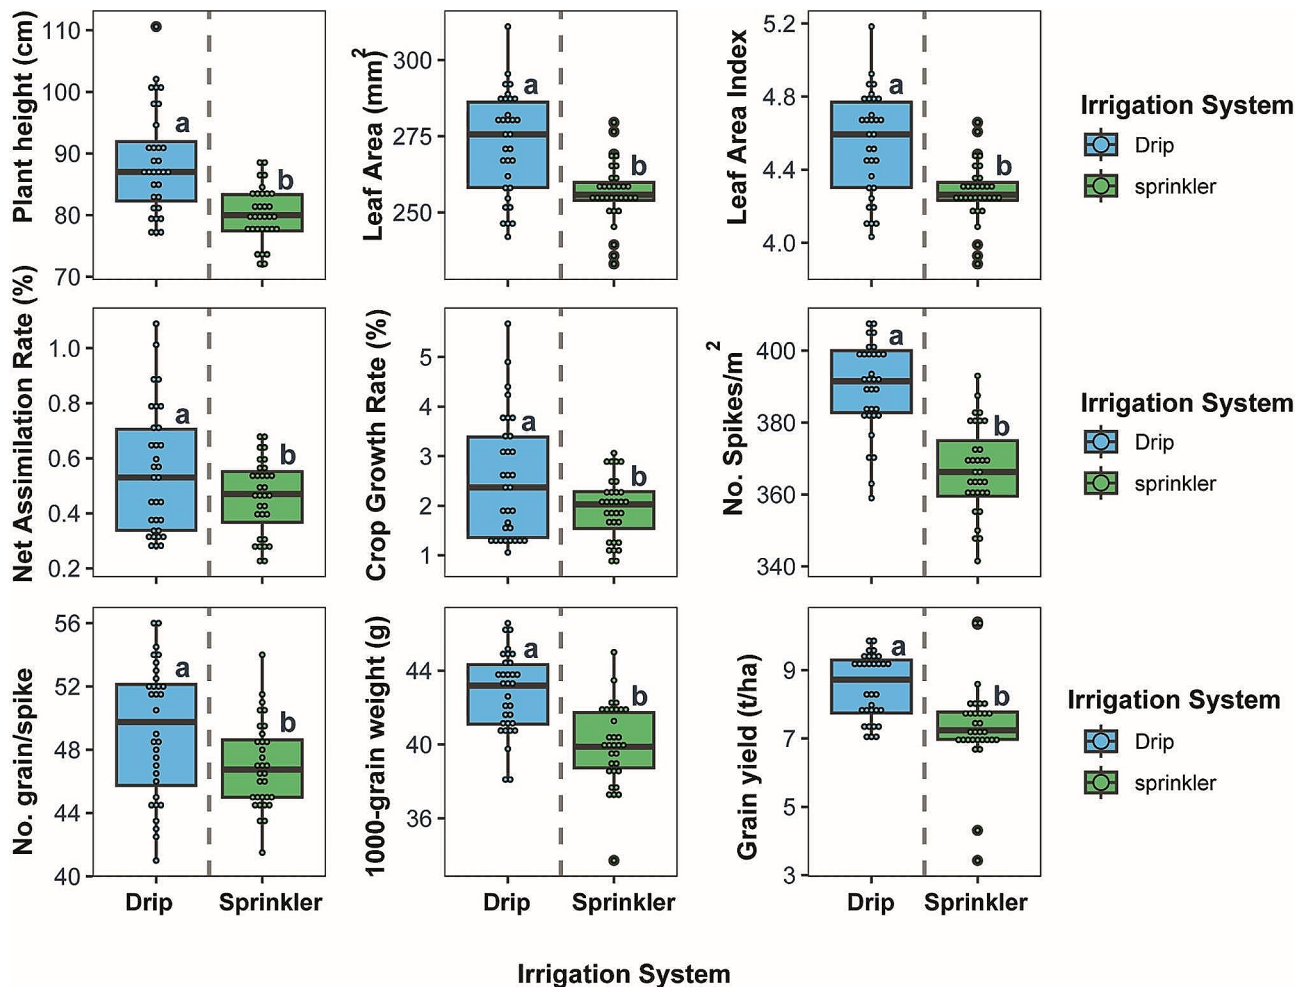 Plant height (cm)
110
100
90
80
70
a
b
Leaf Area (mm2)
300
275
250
a
b
Leaf Area Index
5.2
4.8
4.4
4.0
a
b
Irrigation System
Drip
sprinkler
Net Assimilation Rate (%)
1.0
0.8
0.6
0.4
0.2
a
b
Crop Growth Rate (%)
5
4
3
2
1
a
b
No. Spikes/m2
400
380
360
340
a
b
Irrigation System
Drip
sprinkler
No. grain/spike
56
52
48
44
40
a
b
Drip Sprinkler
1000-grain weight (g)
44
40
36
a
b
Drip Sprinkler
Grain yield (t/ha)
9
7
5
3
a
b
Drip Sprinkler
Irrigation System
Drip
sprinkler
Irrigation System